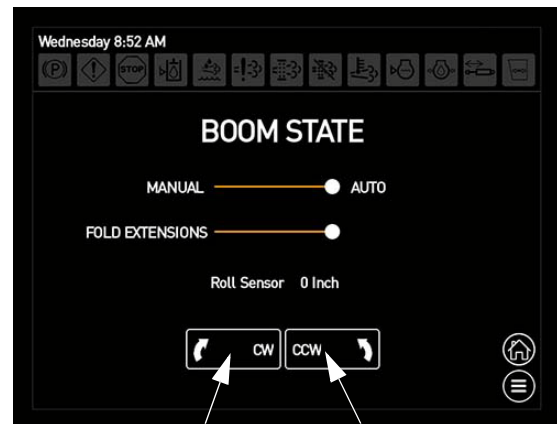 Wednesday 8:52 AM
(P) STOP
BOOM STATE
MANUAL AUTO
FOLD EXTENSIONS
Roll Sensor 0 Inch
CW CCW